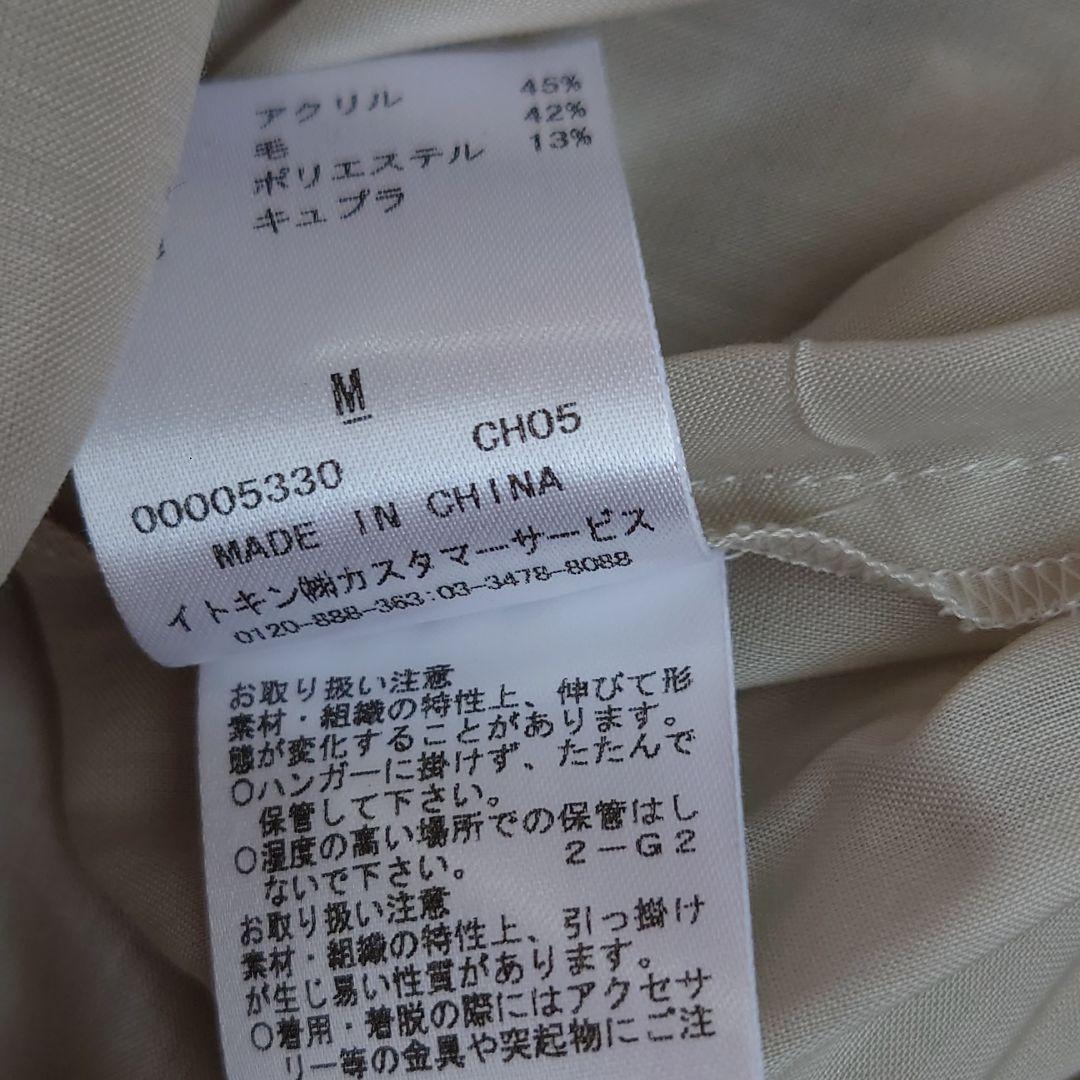 アクリル 45%
毛 42%
ポリエステル 13%
キュプラ
M
00005330 CH05
MADE IN CHINA
イトキン㈱カスタマーサービス
0120-888-363:03-3478-8088
お取り扱い注意
素材・組織の特性上、伸びて形
態が変化することがあります。
○ハンガーに掛けず、たたんで
保管して下さい。
○湿度の高い場所での保管はし
ないで下さい。 2-G2
お取り扱い注意
素材・組織の特性上、引っ掛け
が生じ易い性質があります。
○着用・着脱の際にはアクセサ
リー等の金具や突起物にご注